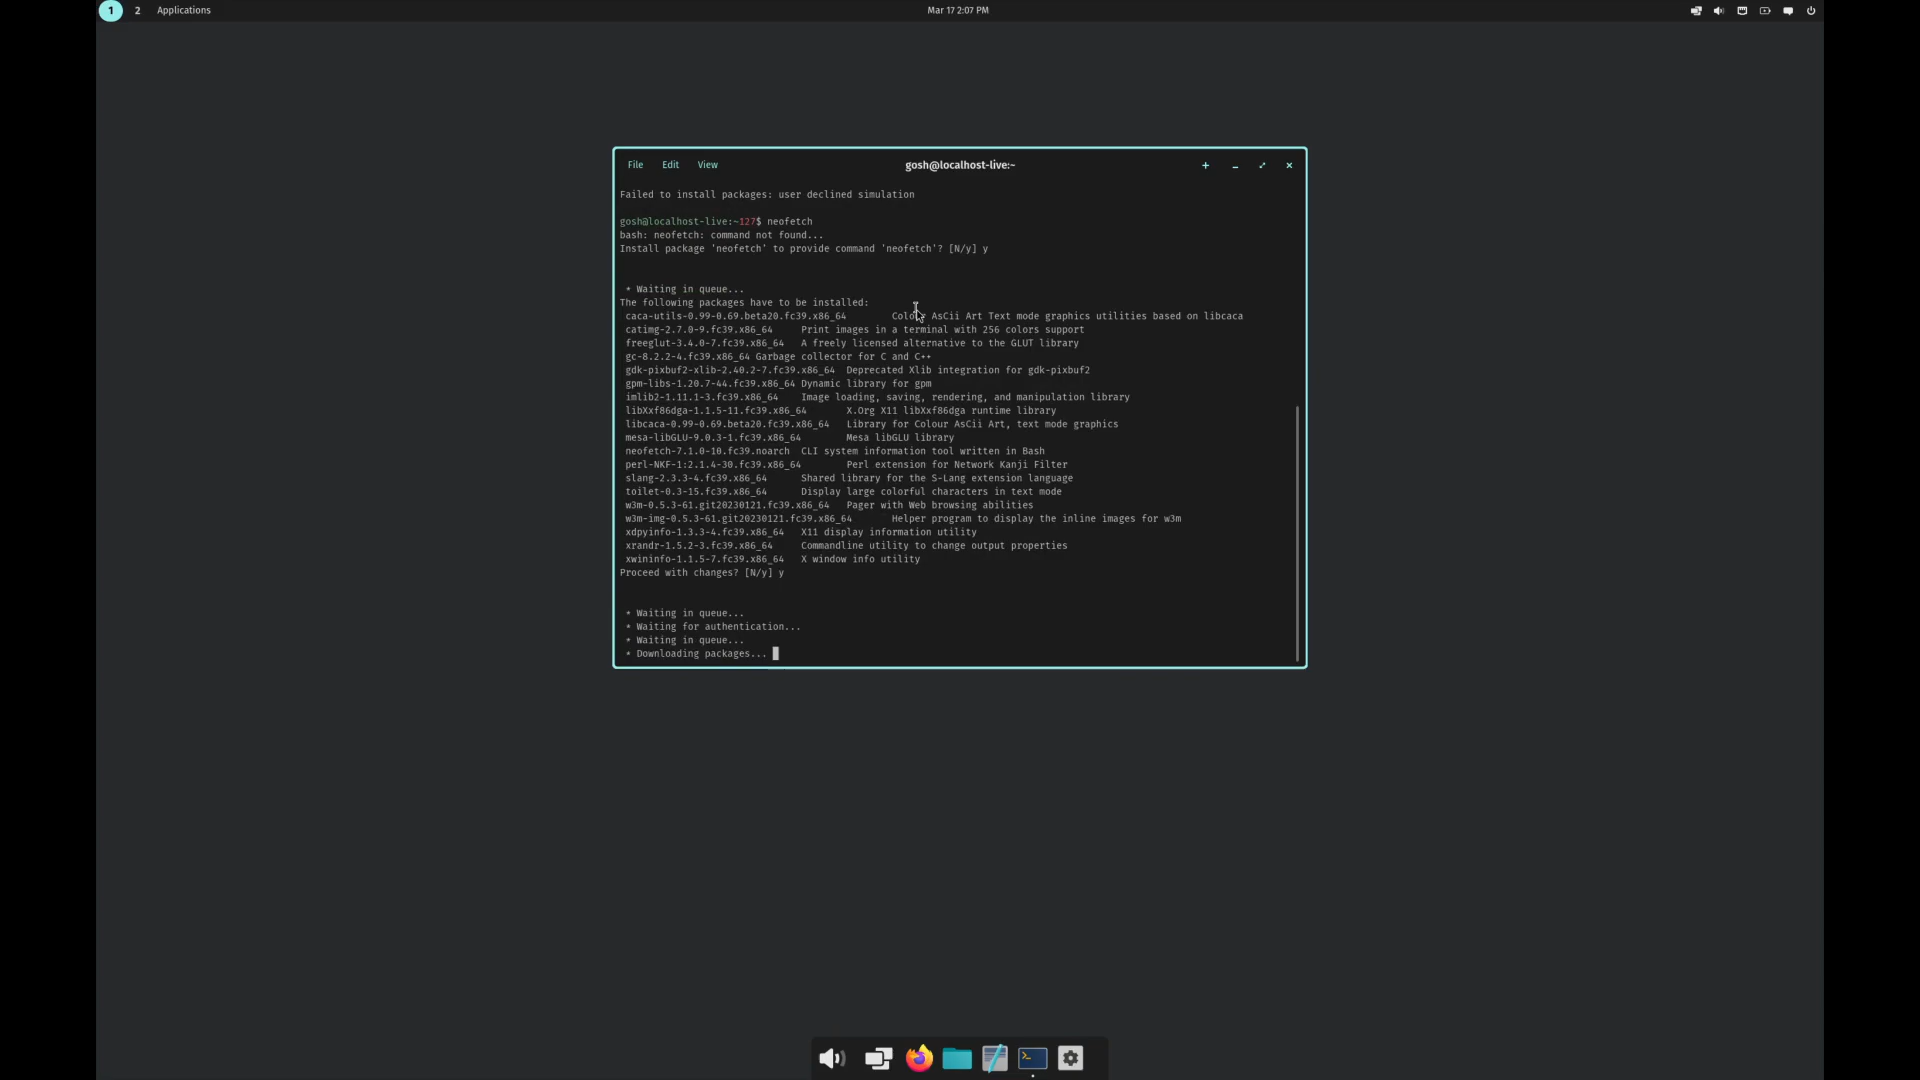 1 2 Applications Mar 17 2:07 PM
File Edit View gosh@localhost-live:~
Failed to install packages: user declined simulation
gosh@localhost-live:~127$ neofetch
bash: neofetch: command not found...
Install package 'neofetch' to provide command 'neofetch'? [N/y] y
* Waiting in queue...
The following packages have to be installed:
caca-utils-0.99-0.69.beta20.fc39.x86_64 Colour AsCii Art Text mode graphics utilities based on libcaca
catimg-2.7.0-9.fc39.x86_64 Print images in a terminal with 256 colors support
freeglut-3.4.0-7.fc39.x86_64 A freely licensed alternative to the GLUT library
gc-8.2.2-4.fc39.x86_64 Garbage collector for C and C++
gdk-pixbuf2-xlib-2.40.2-7.fc39.x86_64 Deprecated Xlib integration for gdk-pixbuf2
gpm-libs-1.20.7-44.fc39.x86_64 Dynamic library for gpm
imlib2-1.11.1-3.fc39.x86_64 Image loading, saving, rendering, and manipulation library
libXxf86dga-1.1.5-11.fc39.x86_64 X.Org X11 libXxf86dga runtime library
libcaca-0.99-0.69.beta20.fc39.x86_64 Library for Colour AsCii Art, text mode graphics
mesa-libGLU-9.0.3-1.fc39.x86_64 Mesa libGLU library
neofetch-7.1.0-10.fc39.noarch CLI system information tool written in Bash
perl-NKF-1:2.1.4-30.fc39.x86_64 Perl extension for Network Kanji Filter
slang-2.3.3-4.fc39.x86_64 Shared library for the S-Lang extension language
toilet-0.3-15.fc39.x86_64 Display large colorful characters in text mode
w3m-0.5.3-61.git20230121.fc39.x86_64 Pager with Web browsing abilities
w3m-img-0.5.3-61.git20230121.fc39.x86_64 Helper program to display the inline images for w3m
xdpyinfo-1.3.3-4.fc39.x86_64 X11 display information utility
xrandr-1.5.2-3.fc39.x86_64 Commandline utility to change output properties
xwininfo-1.1.5-7.fc39.x86_64 X window info utility
Proceed with changes? [N/y] y
* Waiting in queue...
* Waiting for authentication...
* Waiting in queue...
* Downloading packages...